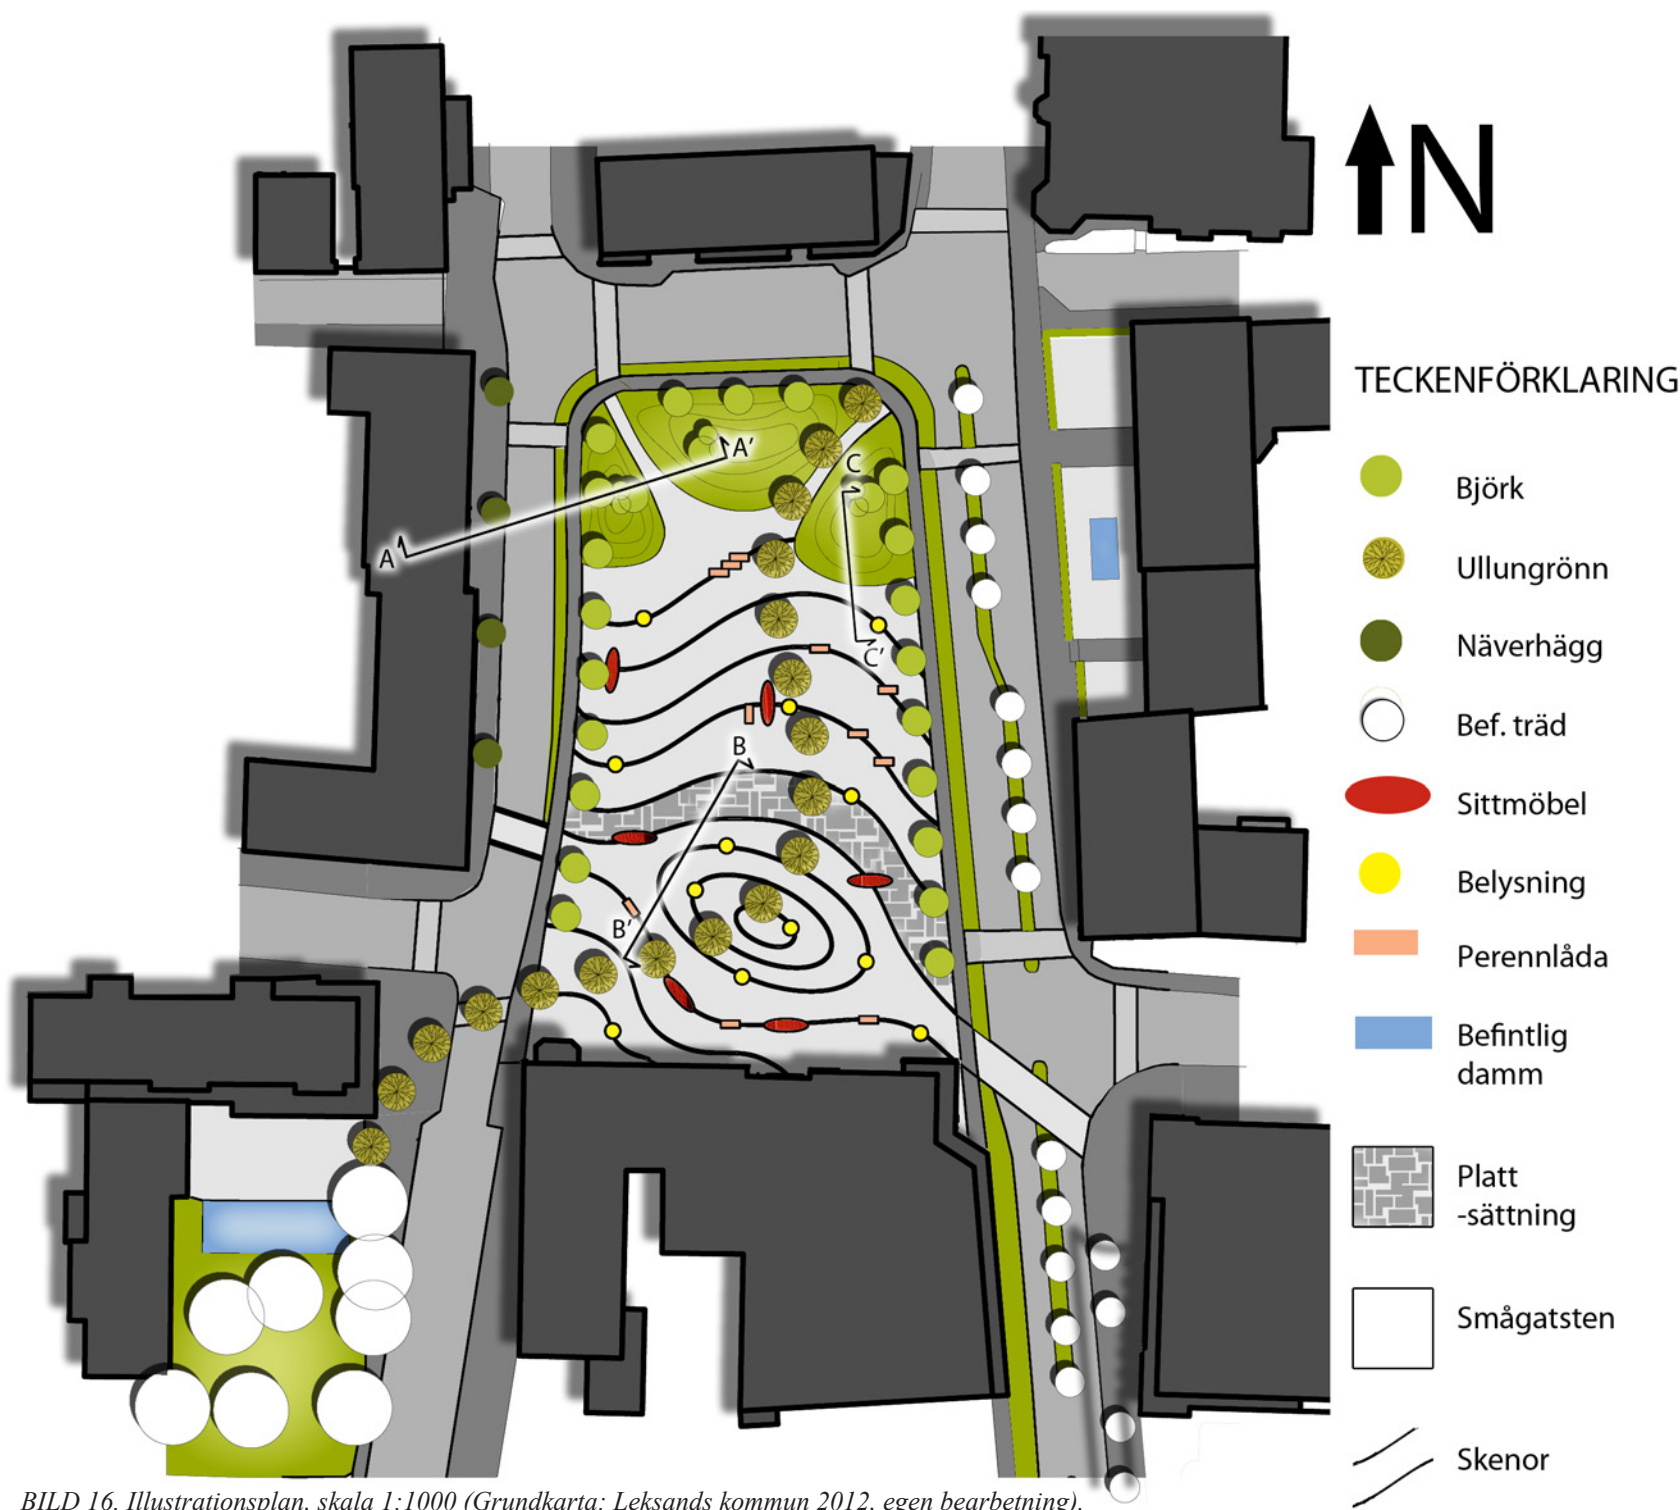 N
TECKENFÖRKLARING
Björk
Ullungrönn
Näverhägg
Bef. träd
Sittmöbel
Belysning
Perennlåda
Befintlig
damm
Platt
-sättning
Smågatsten
Skenor
A'
A
C
C'
B
B'
BILD 16. Illustrationsplan, skala 1:1000 (Grundkarta: Leksands kommun 2012, egen bearbetning).